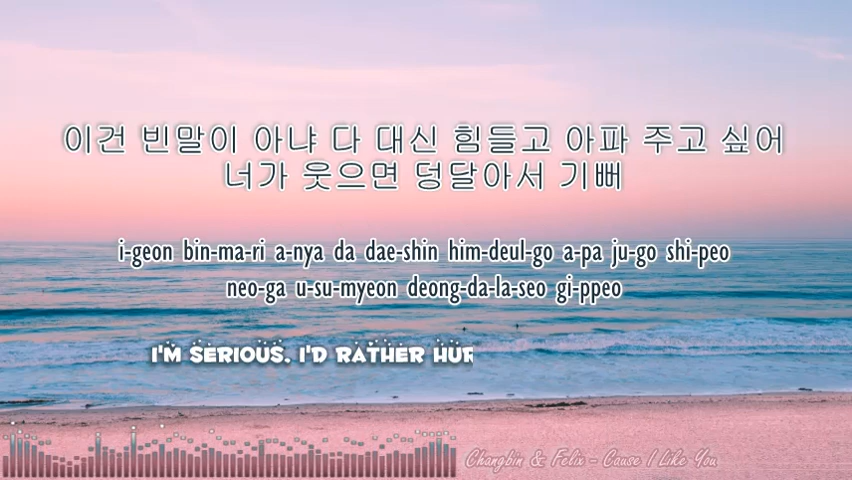 이건 빈말이 아냐 다 대신 힘들고 아파 주고 싶어
너가 웃으면 덩달아서 기뻐
i-geon bin-ma-ri a-nya da dae-shin him-deul-go a-pa ju-go shi-peo
neo-ga u-su-myeon deong-da-la-seo gi-ppeo
I'M SERIOUS. I'D RATHER HUR
Changbin & Felix - Cause I Like You